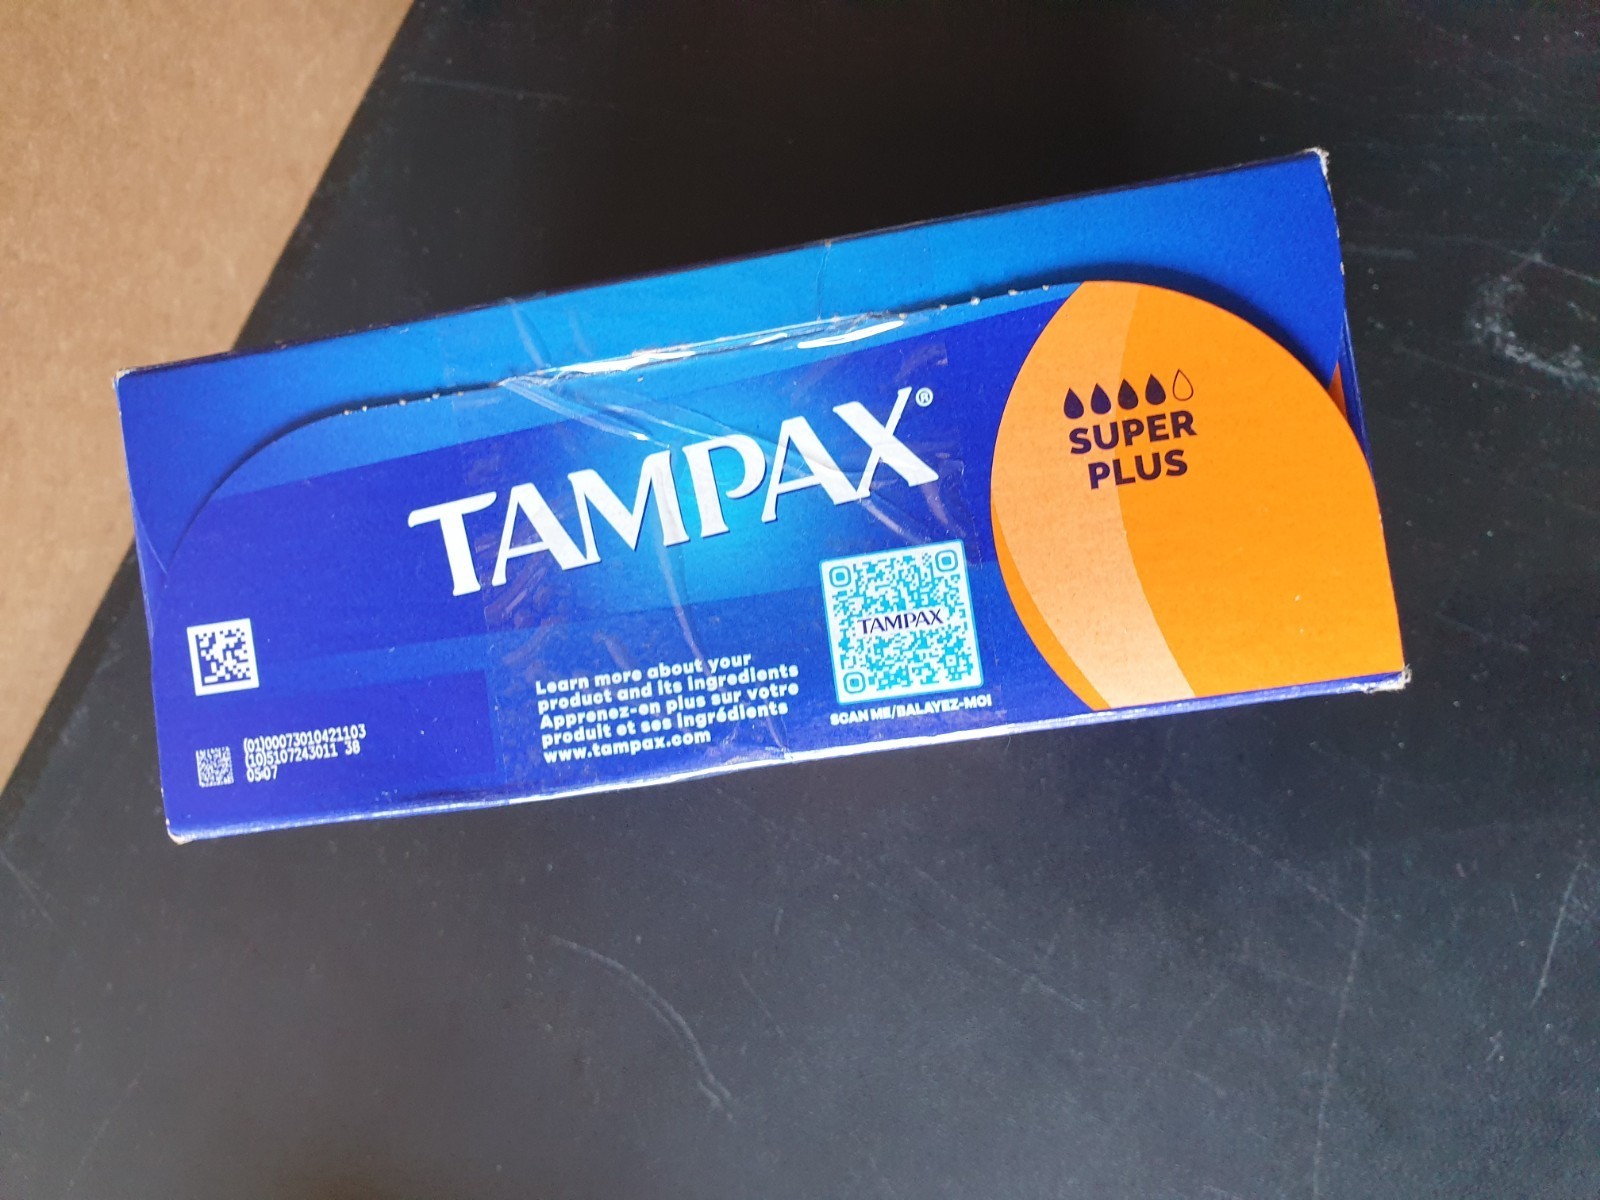 TAMPAX®
SUPER
PLUS
TAMPAX
SCAN ME/BALAYEZ-MOI
Learn more about your
product and its ingredients
Apprenez-en plus sur votre
produit et ses ingrédients
www.tampax.com
(01)00073010421103
(10)5107243011 38
0507